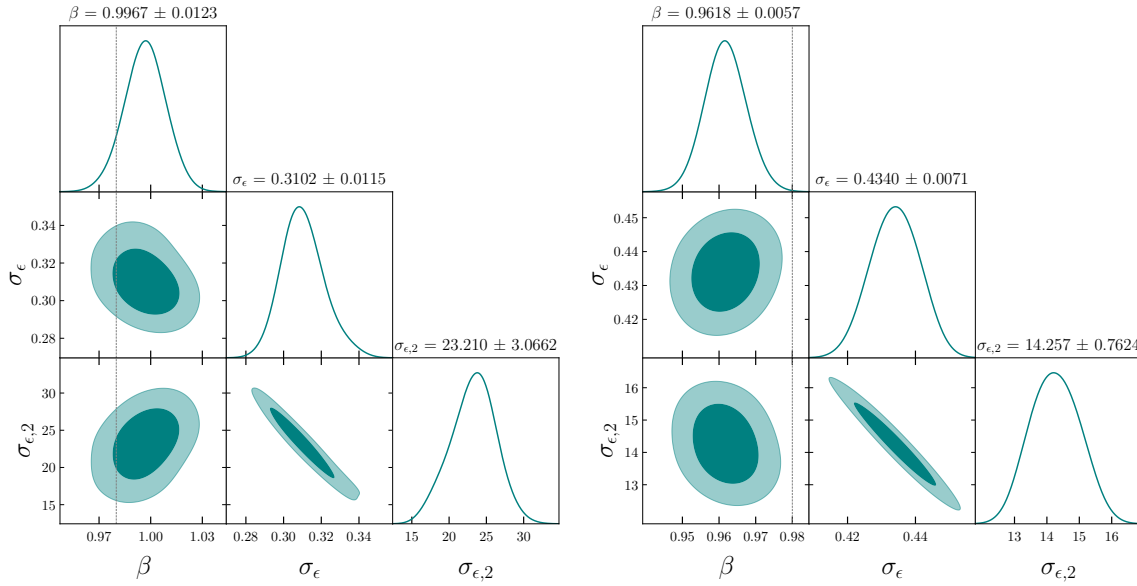 β = 0.9967 ± 0.0123
σ_ϵ = 0.3102 ± 0.0115
σ_ϵ,2 = 23.210 ± 3.0662
σ_ϵ
0.34
0.32
0.30
0.28
σ_ϵ,2
30
25
20
15
0.97 1.00 1.03
0.28 0.30 0.32 0.34
15 20 25 30
β σ_ϵ σ_ϵ,2
β = 0.9618 ± 0.0057
σ_ϵ = 0.4340 ± 0.0071
σ_ϵ,2 = 14.257 ± 0.7624
σ_ϵ
0.45
0.44
0.43
0.42
σ_ϵ,2
16
15
14
13
0.95 0.96 0.97 0.98
0.42 0.44
13 14 15 16
β σ_ϵ σ_ϵ,2